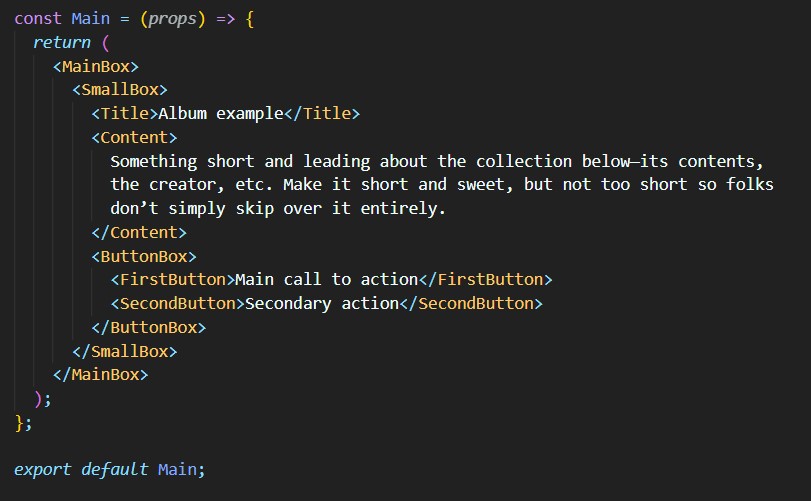 const Main = (props) => {
return (
<MainBox>
<SmallBox>
<Title>Album example</Title>
<Content>
Something short and leading about the collection below—its contents,
the creator, etc. Make it short and sweet, but not too short so folks
don’t simply skip over it entirely.
</Content>
<ButtonBox>
<FirstButton>Main call to action</FirstButton>
<SecondButton>Secondary action</SecondButton>
</ButtonBox>
</SmallBox>
</MainBox>
);
};
export default Main;